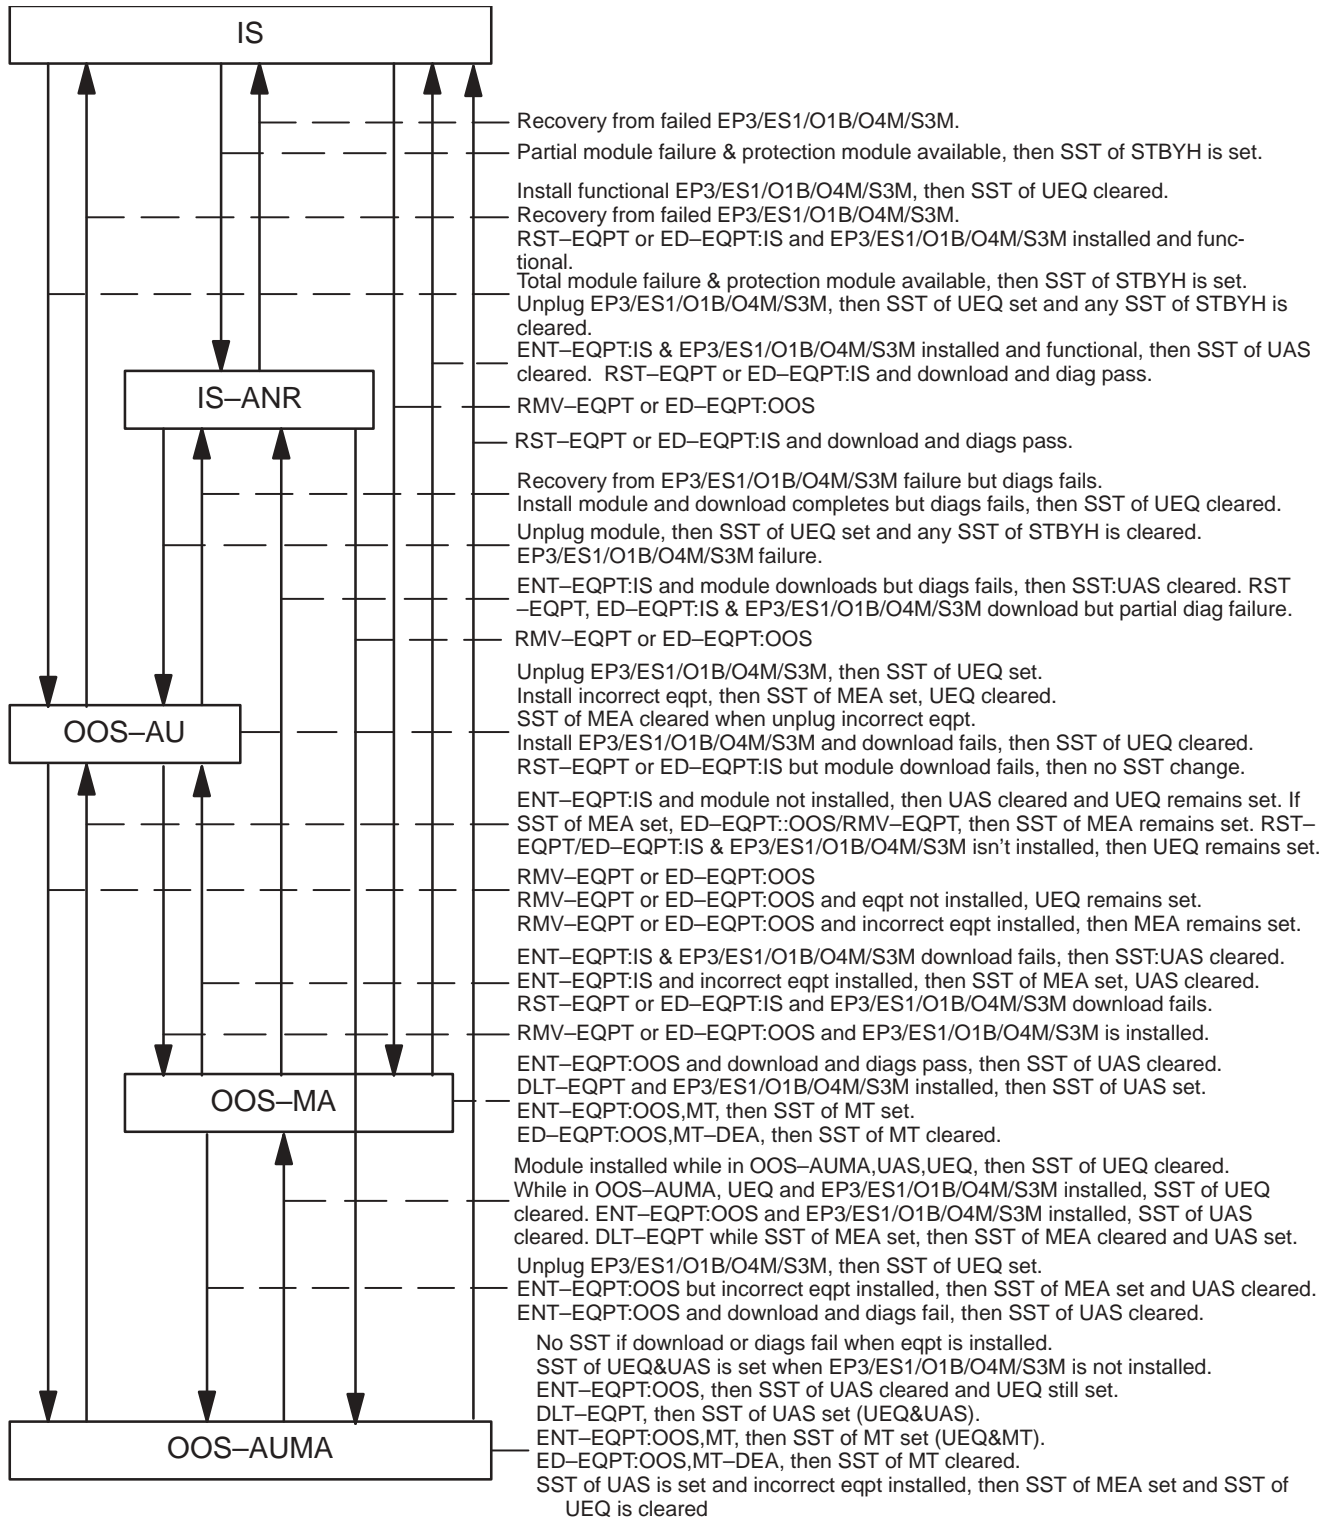 IS
Recovery from failed EP3/ES1/O1B/O4M/S3M.
Partial module failure & protection module available, then SST of STBYH is set.
Install functional EP3/ES1/O1B/O4M/S3M, then SST of UEQ cleared.
Recovery from failed EP3/ES1/O1B/O4M/S3M.
RST–EQPT or ED–EQPT:IS and EP3/ES1/O1B/O4M/S3M installed and func-
tional.
Total module failure & protection module available, then SST of STBYH is set.
Unplug EP3/ES1/O1B/O4M/S3M, then SST of UEQ set and any SST of STBYH is
cleared.
ENT–EQPT:IS & EP3/ES1/O1B/O4M/S3M installed and functional, then SST of UAS
cleared. RST–EQPT or ED–EQPT:IS and download and diag pass.
IS–ANR
RMV–EQPT or ED–EQPT:OOS
RST–EQPT or ED–EQPT:IS and download and diags pass.
Recovery from EP3/ES1/O1B/O4M/S3M failure but diags fails.
Install module and download completes but diags fails, then SST of UEQ cleared.
Unplug module, then SST of UEQ set and any SST of STBYH is cleared.
EP3/ES1/O1B/O4M/S3M failure.
ENT–EQPT:IS and module downloads but diags fails, then SST:UAS cleared. RST
–EQPT, ED–EQPT:IS & EP3/ES1/O1B/O4M/S3M download but partial diag failure.
RMV–EQPT or ED–EQPT:OOS
Unplug EP3/ES1/O1B/O4M/S3M, then SST of UEQ set.
Install incorrect eqpt, then SST of MEA set, UEQ cleared.
OOS–AU
SST of MEA cleared when unplug incorrect eqpt.
Install EP3/ES1/O1B/O4M/S3M and download fails, then SST of UEQ cleared.
RST–EQPT or ED–EQPT:IS but module download fails, then no SST change.
ENT–EQPT:IS and module not installed, then UAS cleared and UEQ remains set. If
SST of MEA set, ED–EQPT::OOS/RMV–EQPT, then SST of MEA remains set. RST–
EQPT/ED–EQPT:IS & EP3/ES1/O1B/O4M/S3M isn't installed, then UEQ remains set.
RMV–EQPT or ED–EQPT:OOS
RMV–EQPT or ED–EQPT:OOS and eqpt not installed, UEQ remains set.
RMV–EQPT or ED–EQPT:OOS and incorrect eqpt installed, then MEA remains set.
ENT–EQPT:IS & EP3/ES1/O1B/O4M/S3M download fails, then SST:UAS cleared.
ENT–EQPT:IS and incorrect eqpt installed, then SST of MEA set, UAS cleared.
RST–EQPT or ED–EQPT:IS and EP3/ES1/O1B/O4M/S3M download fails.
RMV–EQPT or ED–EQPT:OOS and EP3/ES1/O1B/O4M/S3M is installed.
ENT–EQPT:OOS and download and diags pass, then SST of UAS cleared.
DLT–EQPT and EP3/ES1/O1B/O4M/S3M installed, then SST of UAS set.
OOS–MA
ENT–EQPT:OOS,MT, then SST of MT set.
ED–EQPT:OOS,MT–DEA, then SST of MT cleared.
Module installed while in OOS–AUMA,UAS,UEQ, then SST of UEQ cleared.
While in OOS–AUMA, UEQ and EP3/ES1/O1B/O4M/S3M installed, SST of UEQ
cleared. ENT–EQPT:OOS and EP3/ES1/O1B/O4M/S3M installed, SST of UAS
cleared. DLT–EQPT while SST of MEA set, then SST of MEA cleared and UAS set.
Unplug EP3/ES1/O1B/O4M/S3M, then SST of UEQ set.
ENT–EQPT:OOS but incorrect eqpt installed, then SST of MEA set and UAS cleared.
ENT–EQPT:OOS and download and diags fail, then SST of UAS cleared.
No SST if download or diags fail when eqpt is installed.
SST of UEQ&UAS is set when EP3/ES1/O1B/O4M/S3M is not installed.
ENT–EQPT:OOS, then SST of UAS cleared and UEQ still set.
DLT–EQPT, then SST of UAS set (UEQ&UAS).
ENT–EQPT:OOS,MT, then SST of MT set (UEQ&MT).
OOS–AUMA
ED–EQPT:OOS,MT–DEA, then SST of MT cleared.
SST of UAS is set and incorrect eqpt installed, then SST of MEA set and SST of
UEQ is cleared